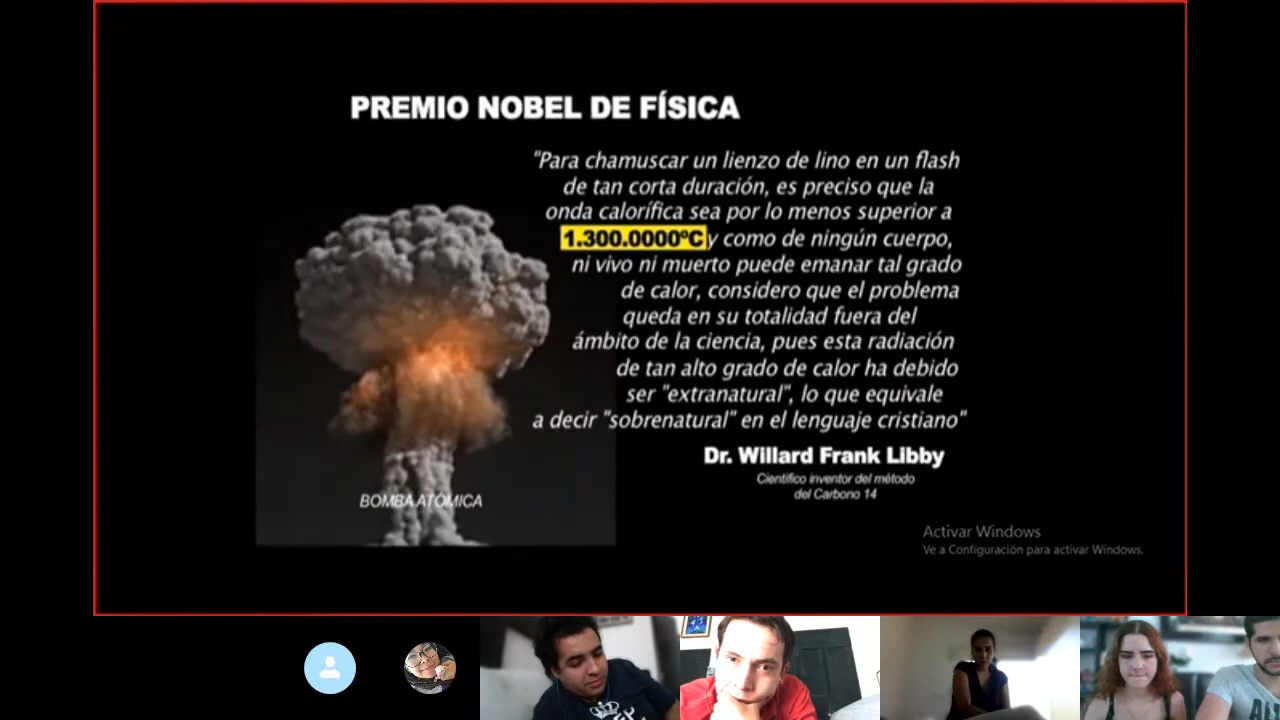 PREMIO NOBEL DE FÍSICA
"Para chamuscar un lienzo de lino en un flash
de tan corta duración, es preciso que la
onda calorífica sea por lo menos superior a
1.300.0000ºC y como de ningún cuerpo,
ni vivo ni muerto puede emanar tal grado
de calor, considero que el problema
queda en su totalidad fuera del
ámbito de la ciencia, pues esta radiación
de tan alto grado de calor ha debido
ser "extranatural", lo que equivale
a decir "sobrenatural" en el lenguaje cristiano"
Dr. Willard Frank Libby
Científico inventor del método
del Carbono 14
BOMBA ATÓMICA
Activar Windows
Ve a Configuración para activar Windows.